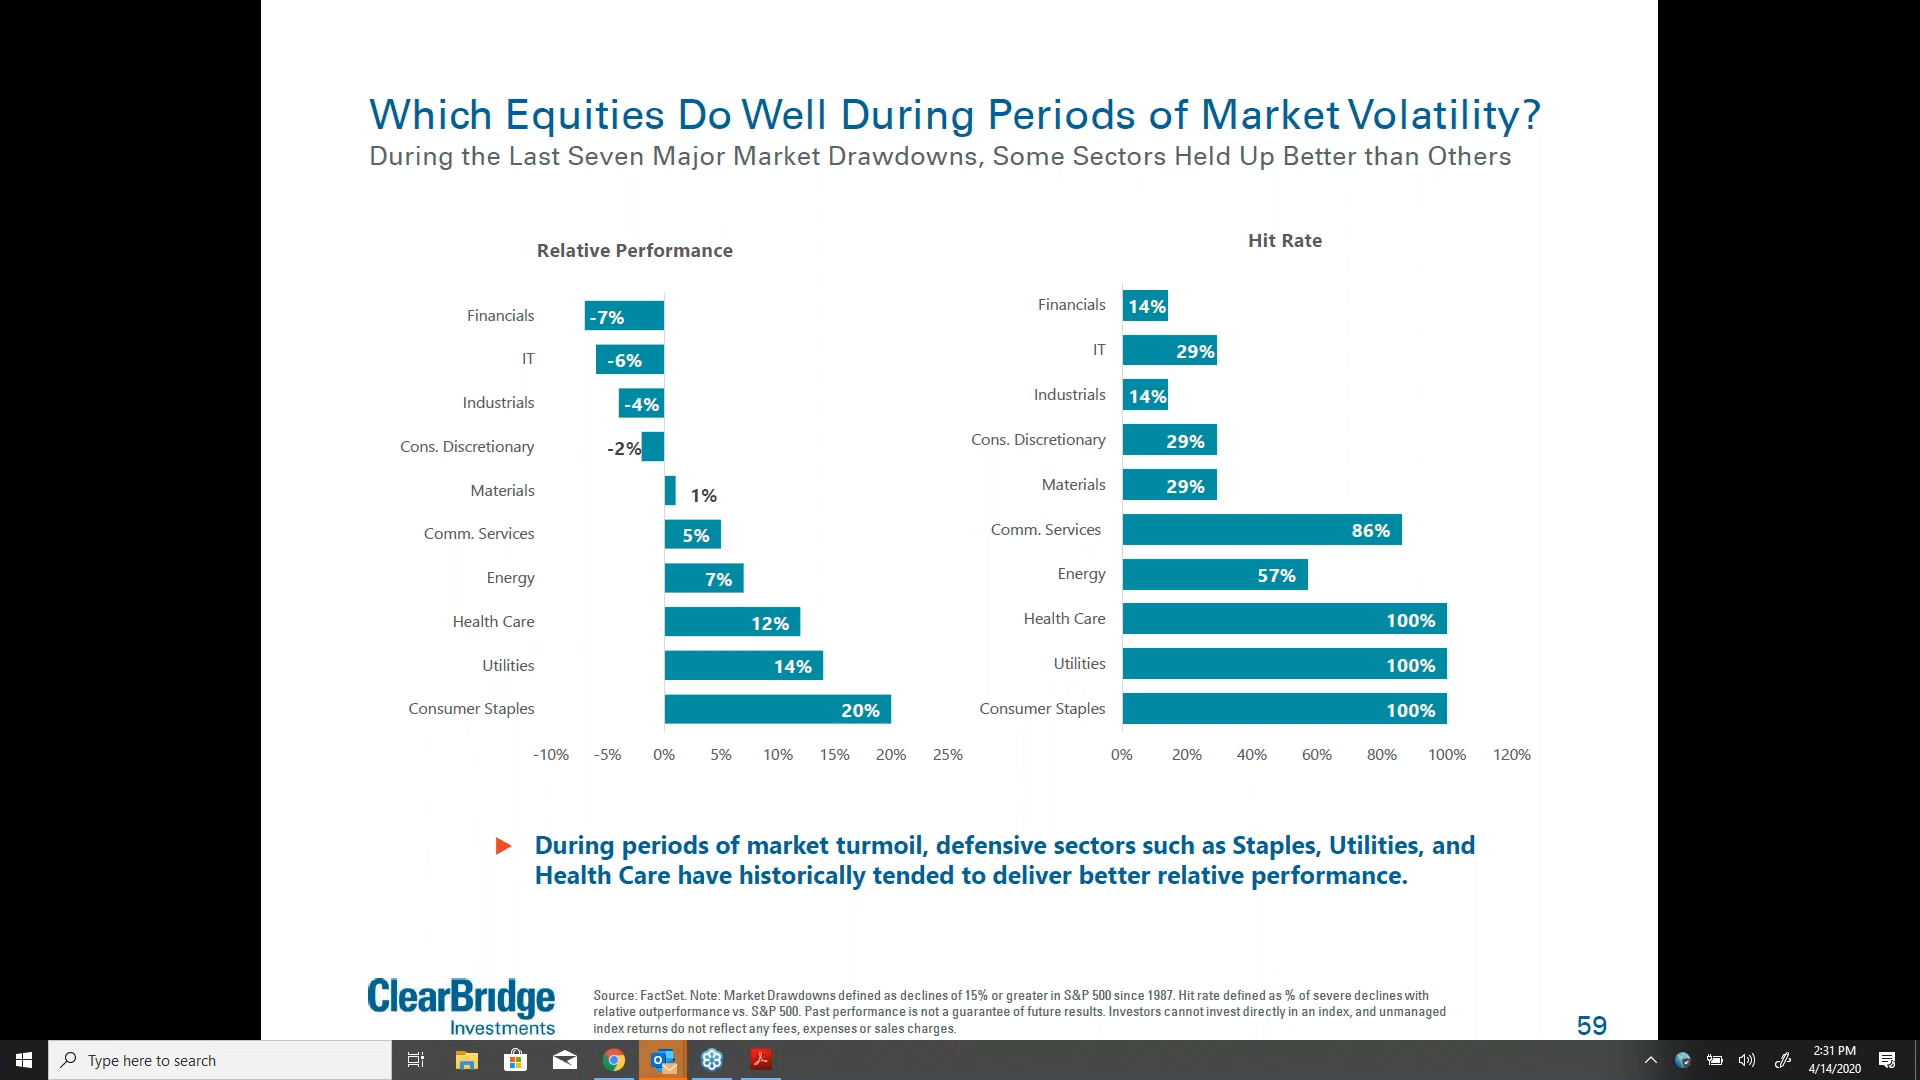 Which Equities Do Well During Periods of Market Volatility?
During the Last Seven Major Market Drawdowns, Some Sectors Held Up Better than Others
Relative Performance
Financials -7%
IT -6%
Industrials -4%
Cons. Discretionary -2%
Materials 1%
Comm. Services 5%
Energy 7%
Health Care 12%
Utilities 14%
Consumer Staples 20%
-10% -5% 0% 5% 10% 15% 20% 25%
Hit Rate
Financials 14%
IT 29%
Industrials 14%
Cons. Discretionary 29%
Materials 29%
Comm. Services 86%
Energy 57%
Health Care 100%
Utilities 100%
Consumer Staples 100%
0% 20% 40% 60% 80% 100% 120%
During periods of market turmoil, defensive sectors such as Staples, Utilities, and
Health Care have historically tended to deliver better relative performance.
ClearBridge
Investments
Source: FactSet. Note: Market Drawdowns defined as declines of 15% or greater in S&P 500 since 1987. Hit rate defined as % of severe declines with
relative outperformance vs. S&P 500. Past performance is not a guarantee of future results. Investors cannot invest directly in an index, and unmanaged
index returns do not reflect any fees, expenses or sales charges.
59
Type here to search
2:31 PM
4/14/2020